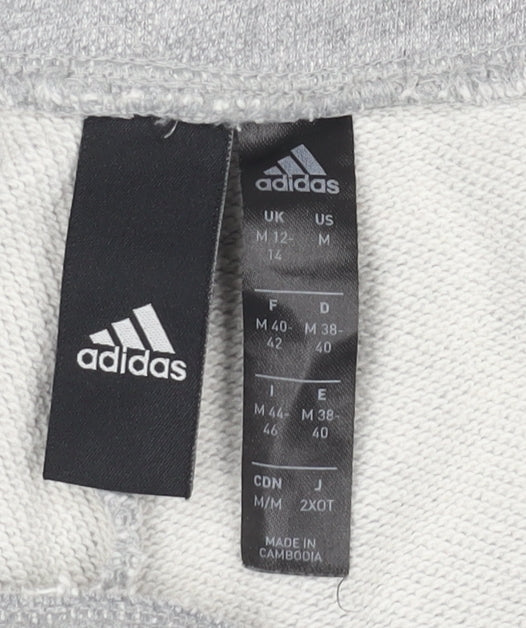 adidas
adidas
UK US
M 12- M
14
F D
M 40- M 38-
42 40
I E
M 44- M 38-
46 40
CDN J
M/M 2XOT
MADE IN
CAMBODIA